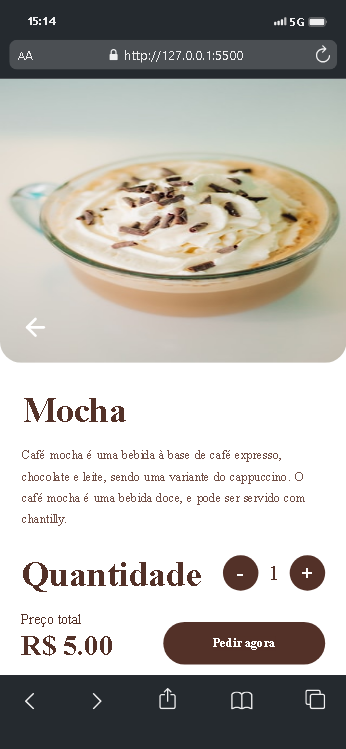 15:14
5G
AA
http://127.0.0.1:5500
Mocha
Café mocha é uma bebida à base de café expresso,
chocolate e leite, sendo uma variante do cappuccino. O
café mocha é uma bebida doce, e pode ser servido com
chantilly.
Quantidade
- 1 +
Preço total
R$ 5.00
Pedir agora